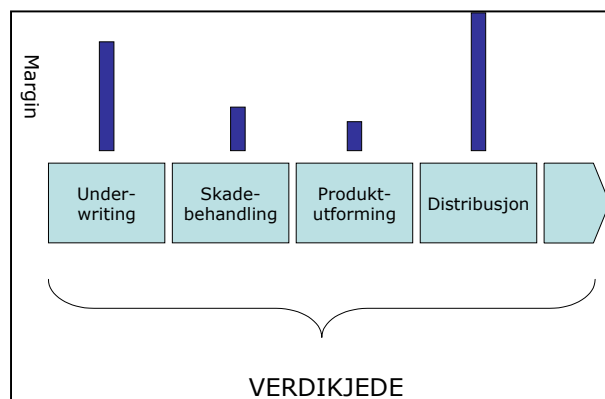 Margin
Under-
writing
Skade-
behandling
Produkt-
utforming
Distribusjon
VERDIKJEDE